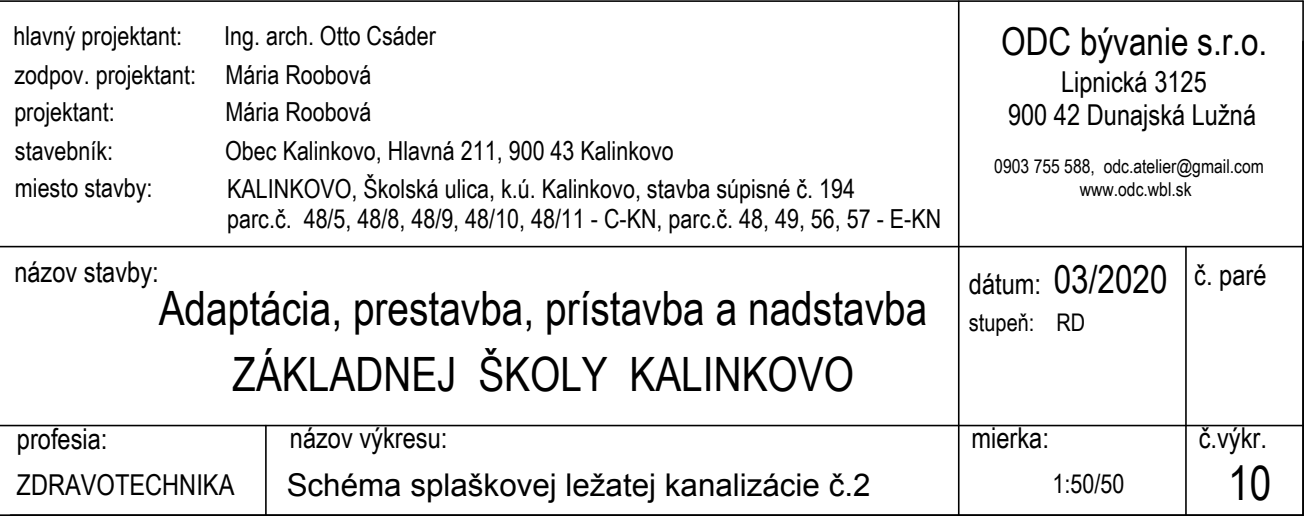 hlavný projektant: Ing. arch. Otto Csáder
zodpov. projektant: Mária Roobová
projektant: Mária Roobová
stavebník: Obec Kalinkovo, Hlavná 211, 900 43 Kalinkovo
miesto stavby: KALINKOVO, Školská ulica, k.ú. Kalinkovo, stavba súpisné č. 194
parc.č. 48/5, 48/8, 48/9, 48/10, 48/11 - C-KN, parc.č. 48, 49, 56, 57 - E-KN
ODC bývanie s.r.o.
Lipnická 3125
900 42 Dunajská Lužná
0903 755 588, odc.atelier@gmail.com
www.odc.wbl.sk
názov stavby:
Adaptácia, prestavba, prístavba a nadstavba
ZÁKLADNEJ ŠKOLY KALINKOVO
dátum: 03/2020
stupeň: RD
č. paré
profesia:
ZDRAVOTECHNIKA
názov výkresu:
Schéma splaškovej ležatej kanalizácie č.2
mierka:
1:50/50
č.výkr.
10